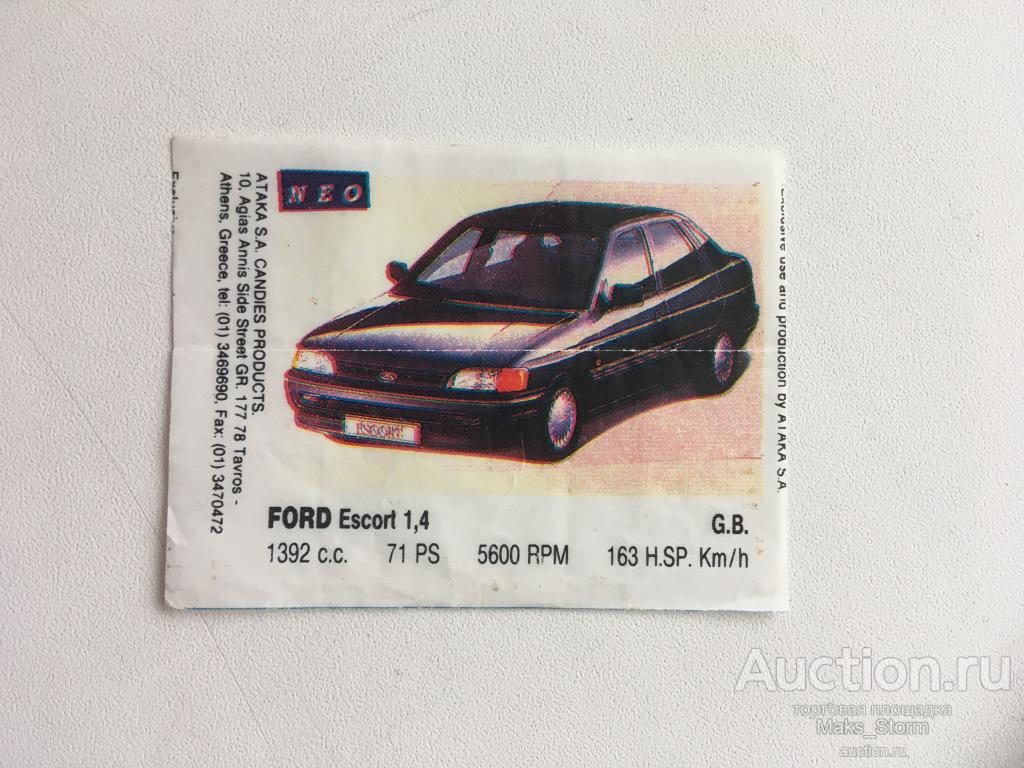 NEO
ATAKA S.A. CANDIES PRODUCTS.
10, Agias Annis Side Street GR. 177 78 Tavros -
Athens, Greece, tel: (01) 3469690, Fax: (01) 3470472
Exclusive use and production by ATAKA S.A.
ESCORT
FORD Escort 1,4
G.B.
1392 c.c. 71 PS 5600 RPM 163 H.SP. Km/h
Auction.ru
торговая площадка
Maks_Storm
auction.ru